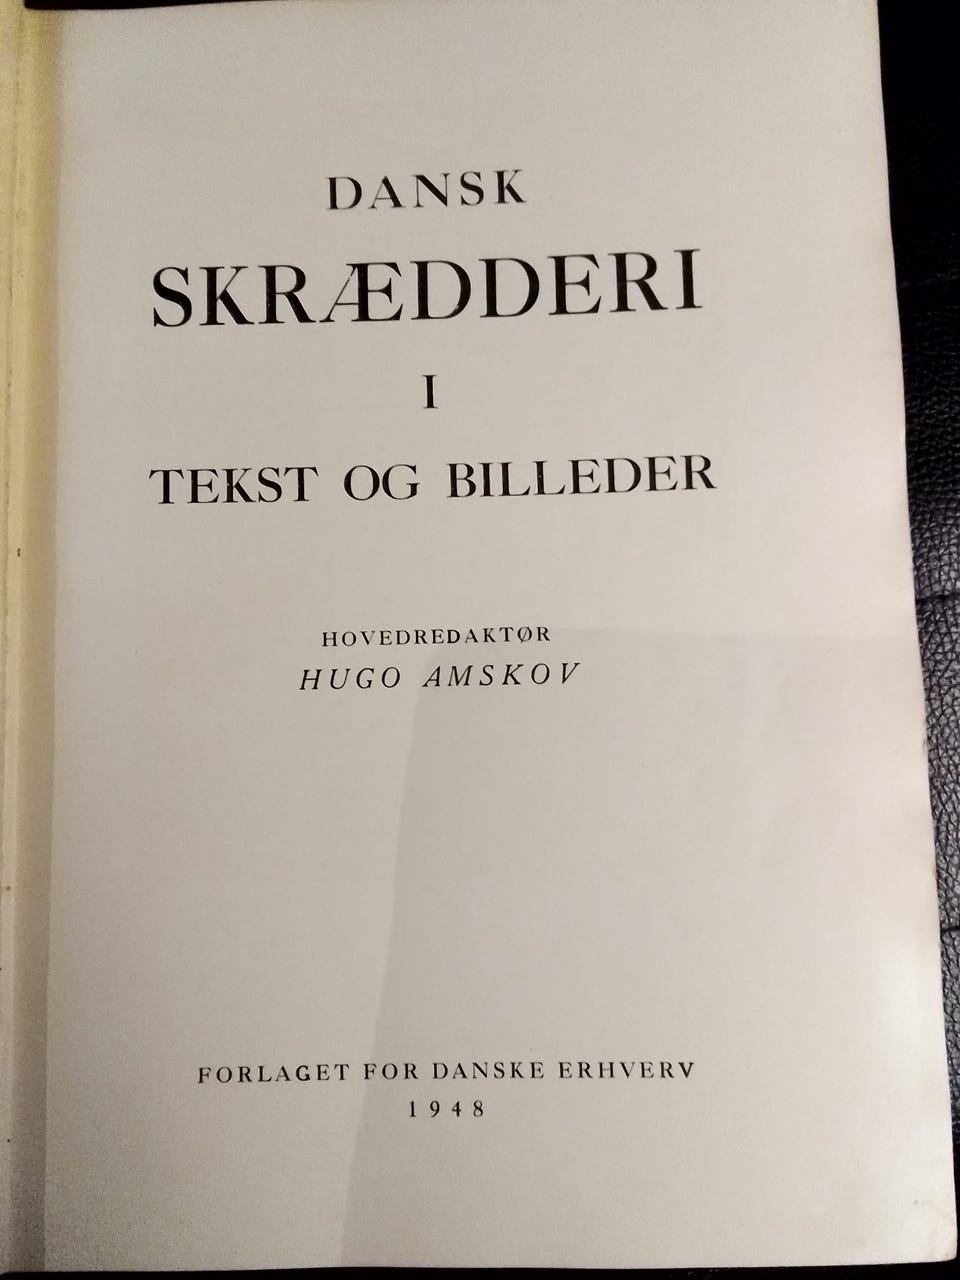 DANSK
SKRÆDDERI
I
TEKST OG BILLEDER
HOVEDREDAKTØR
HUGO AMSKOV
FORLAGET FOR DANSKE ERHVERV
1948